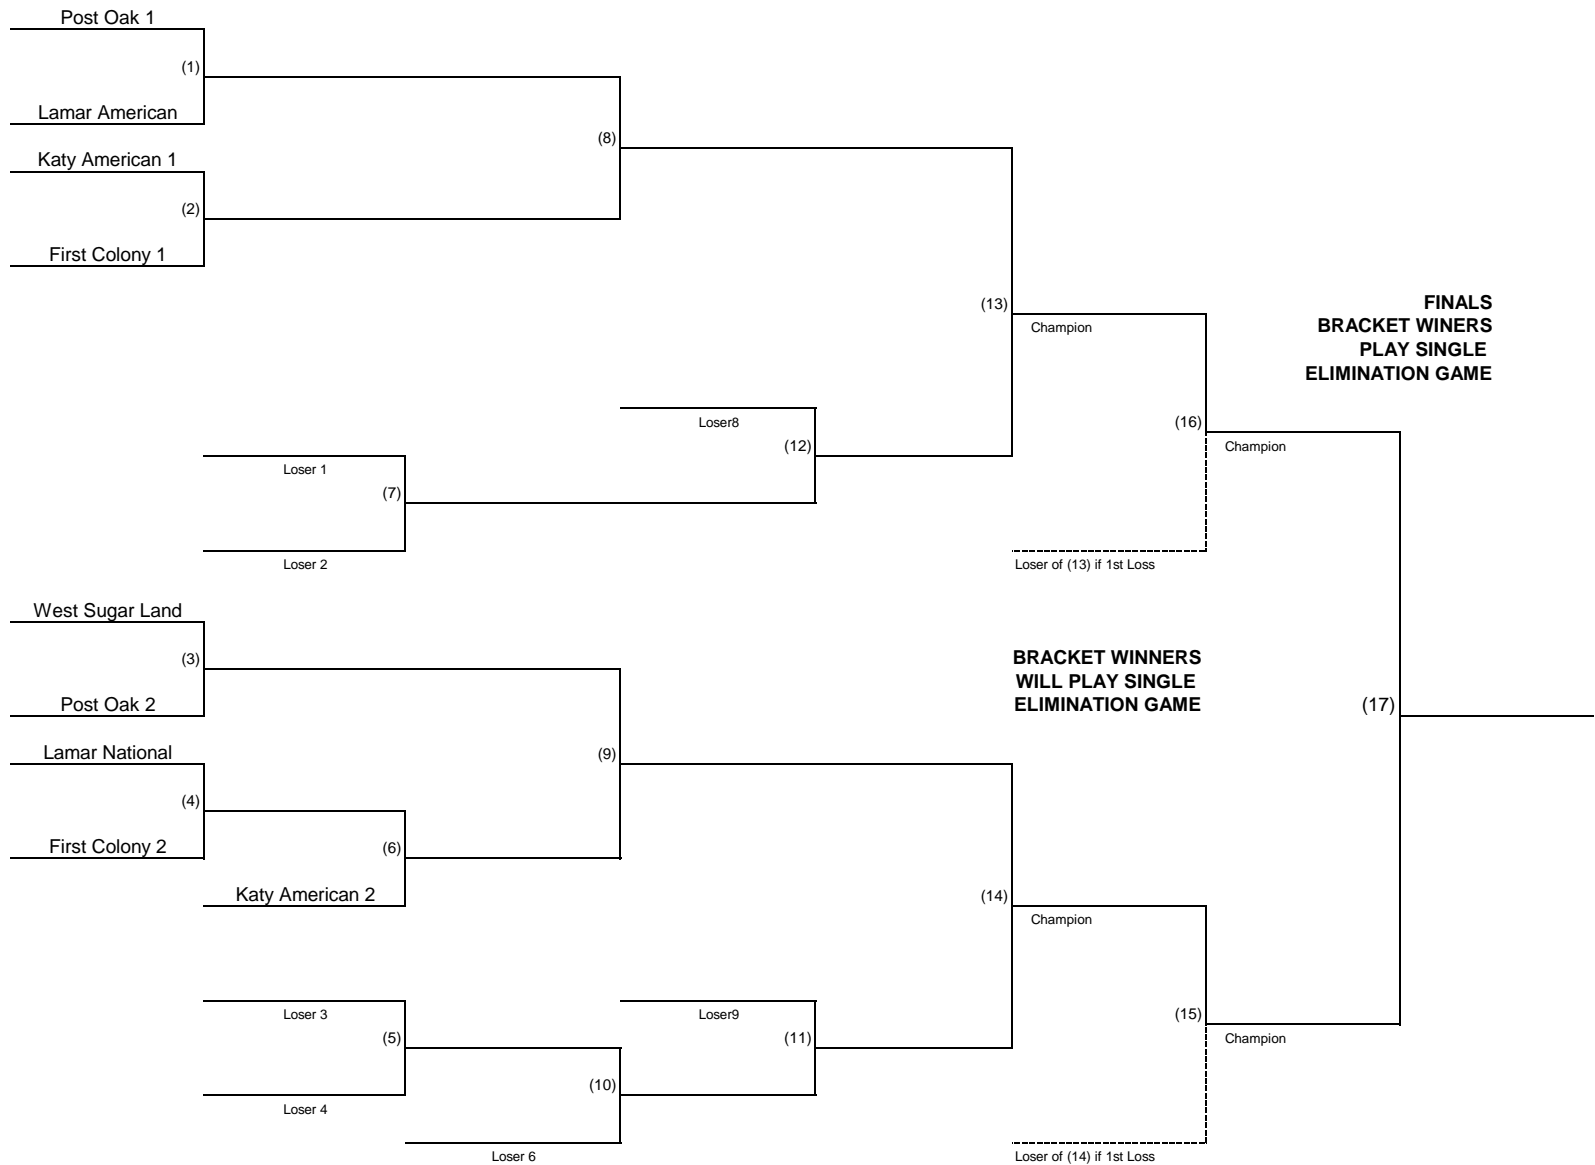 Post Oak 1
(1)
Lamar American
(8)
Katy American 1
(2)
First Colony 1
(13)
Champion
FINALS
BRACKET WINERS
PLAY SINGLE
ELIMINATION GAME
Loser8
(12)
(16)
Champion
Loser 1
(7)
Loser 2
Loser of (13) if 1st Loss
West Sugar Land
(3)
Post Oak 2
BRACKET WINNERS
WILL PLAY SINGLE
ELIMINATION GAME
(17)
Lamar National
(9)
(4)
First Colony 2
(6)
Katy American 2
(14)
Champion
Loser 3
(5)
Loser9
(11)
(15)
Champion
Loser 4
(10)
Loser 6
Loser of (14) if 1st Loss